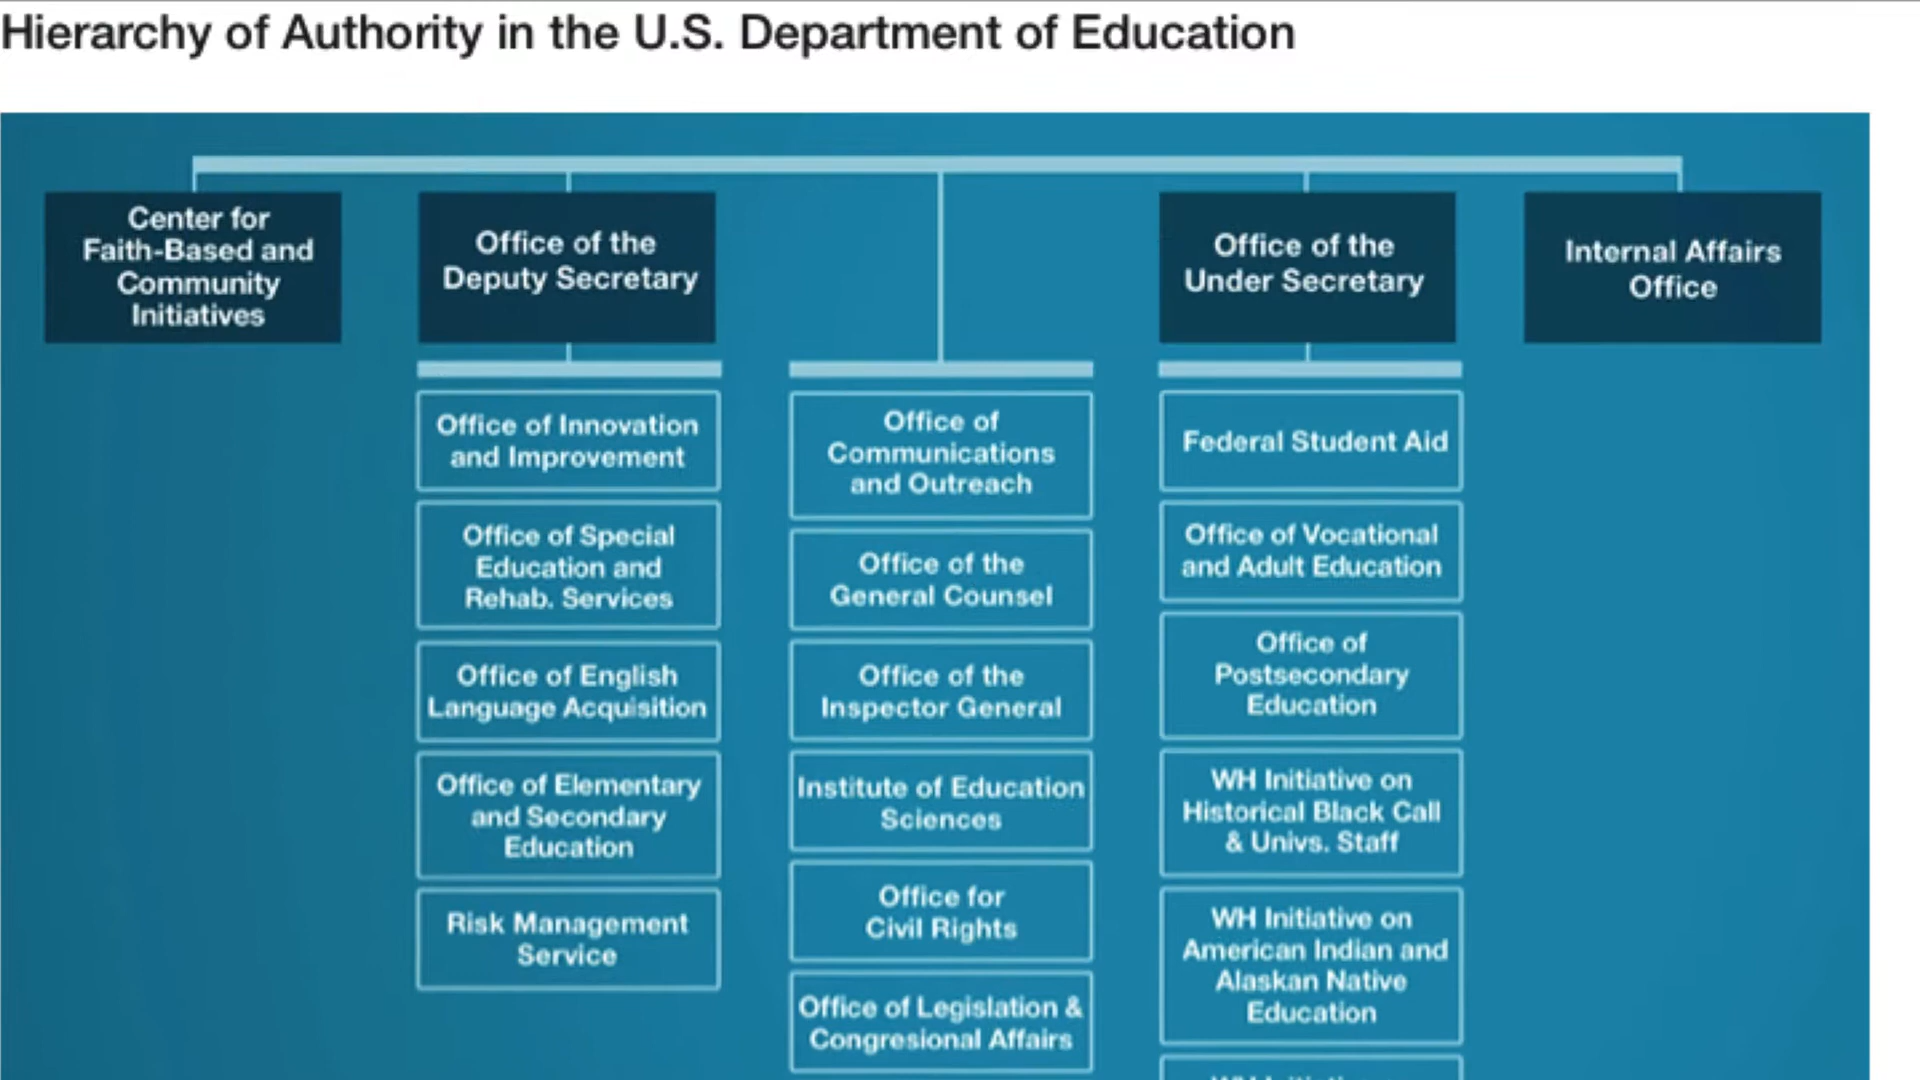 Hierarchy of Authority in the U.S. Department of Education
Center for
Faith-Based and
Community
Initiatives
Office of the
Deputy Secretary
Office of the
Under Secretary
Internal Affairs
Office
Office of Innovation
and Improvement
Office of Special
Education and
Rehab. Services
Office of English
Language Acquisition
Office of Elementary
and Secondary
Education
Risk Management
Service
Office of
Communications
and Outreach
Office of the
General Counsel
Office of the
Inspector General
Institute of Education
Sciences
Office for
Civil Rights
Office of Legislation &
Congresional Affairs
Federal Student Aid
Office of Vocational
and Adult Education
Office of
Postsecondary
Education
WH Initiative on
Historical Black Call
& Univs. Staff
WH Initiative on
American Indian and
Alaskan Native
Education